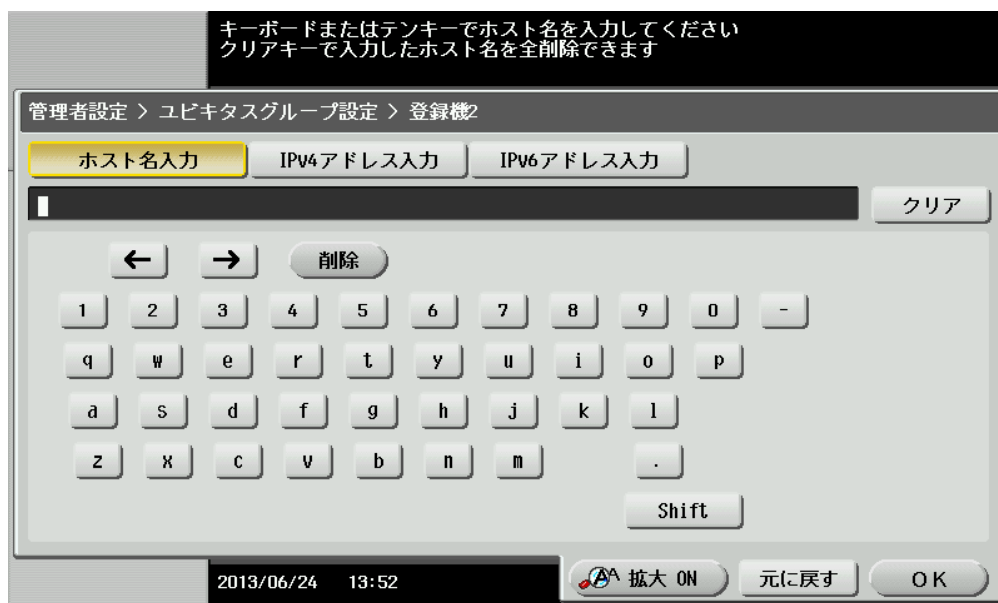 キーボードまたはテンキーでホスト名を入力してください
クリアキーで入力したホスト名を全削除できます
管理者設定 > ユビキタスグループ設定 > 登録機2
ホスト名入力 IPv4アドレス入力 IPv6アドレス入力
クリア
← → 削除
1 2 3 4 5 6 7 8 9 0 -
q w e r t y u i o p
a s d f g h j k l
z x c v b n m .
Shift
2013/06/24 13:52 拡大 ON 元に戻す OK